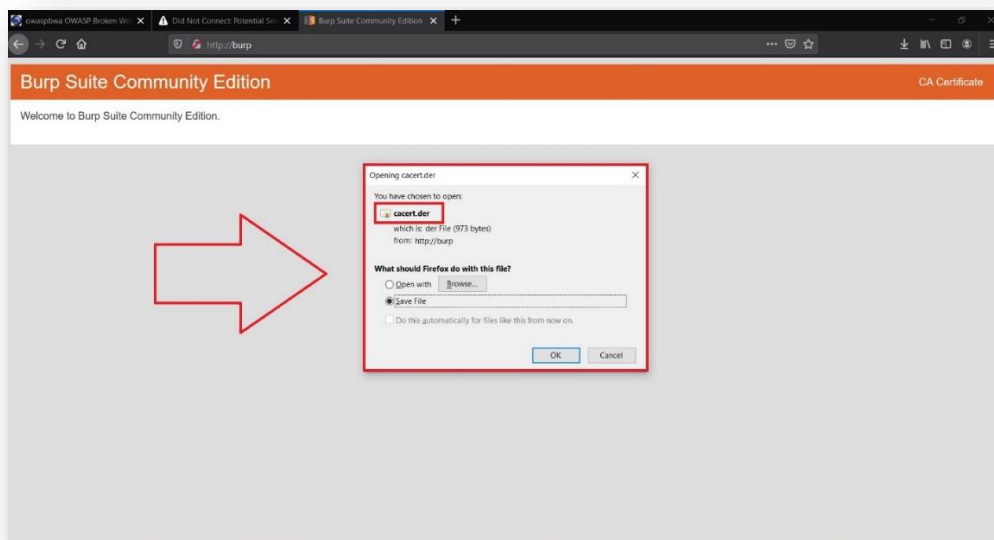 owaspbwa OWASP Broken We
Did Not Connect: Potential Sec
Burp Suite Community Edition
http://burp
Burp Suite Community Edition
CA Certificate
Welcome to Burp Suite Community Edition.
Opening cacert.der
You have chosen to open:
cacert.der
which is: der File (973 bytes)
from: http://burp
What should Firefox do with this file?
Open with
Browse...
Save File
Do this automatically for files like this from now on.
OK
Cancel